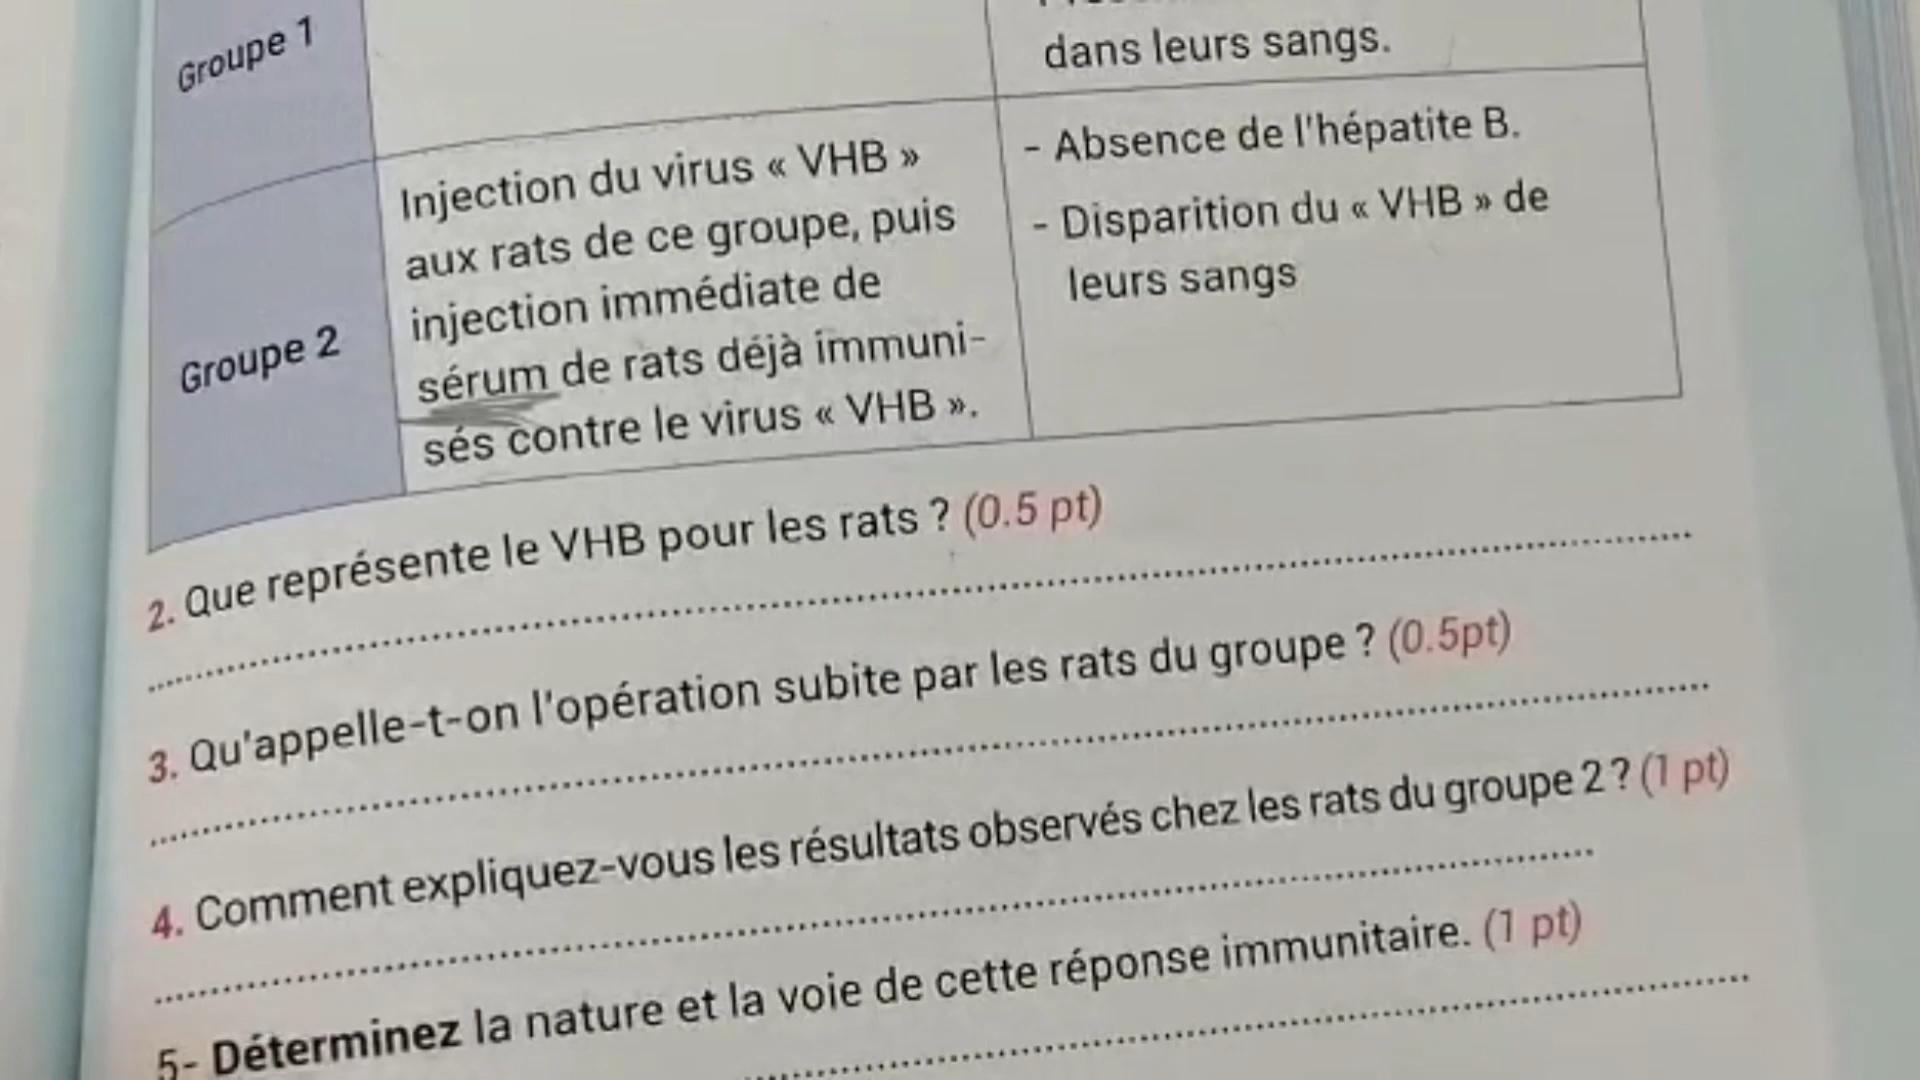 Groupe 1
dans leurs sangs.
Groupe 2
Injection du virus « VHB »
aux rats de ce groupe, puis
injection immédiate de
sérum de rats déjà immuni-
sés contre le virus « VHB ».
- Absence de l'hépatite B.
- Disparition du « VHB » de
leurs sangs
2. Que représente le VHB pour les rats ? (0.5 pt)
3. Qu'appelle-t-on l'opération subite par les rats du groupe ? (0.5pt)
4. Comment expliquez-vous les résultats observés chez les rats du groupe 2 ? (1 pt)
5- Déterminez la nature et la voie de cette réponse immunitaire. (1 pt)